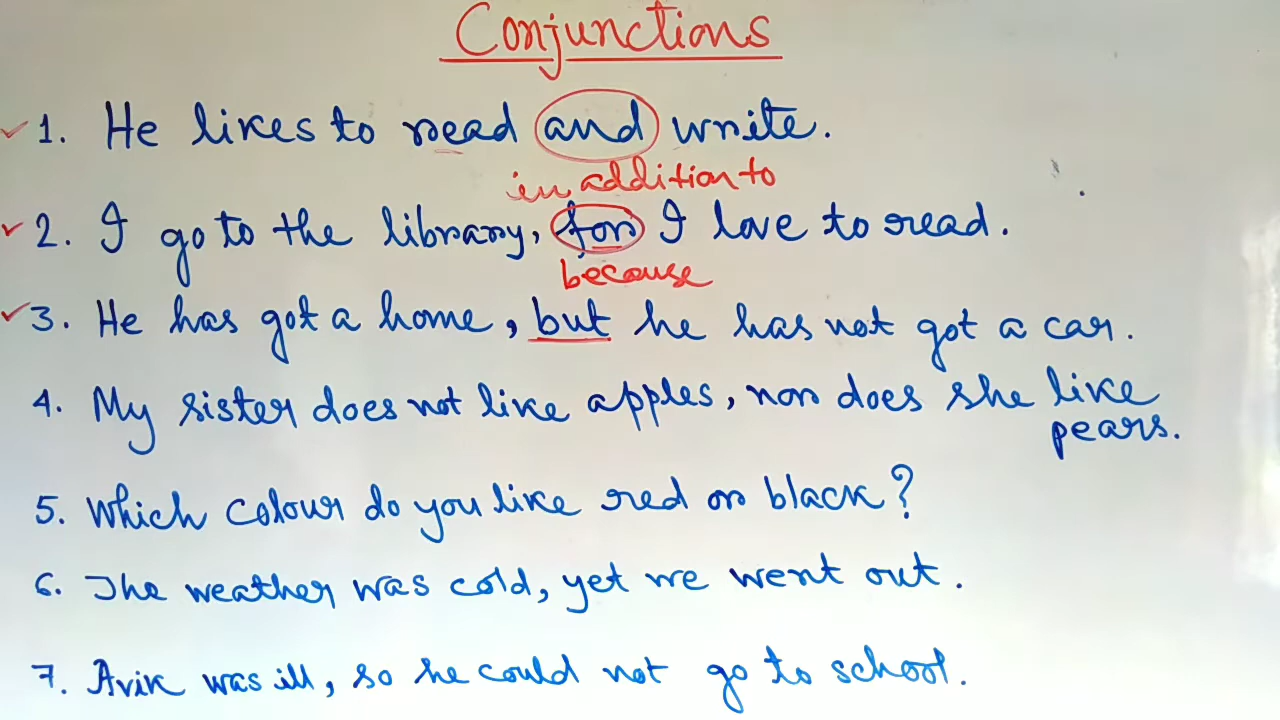 Conjunctions
1. He likes to read and write.
in addition to
2. I go to the library, for I love to read.
because
3. He has got a home, but he has not got a car.
4. My sister does not like apples, nor does she like
pears.
5. Which colour do you like red or black?
6. The weather was cold, yet we went out.
7. Avik was ill, so he could not go to school.